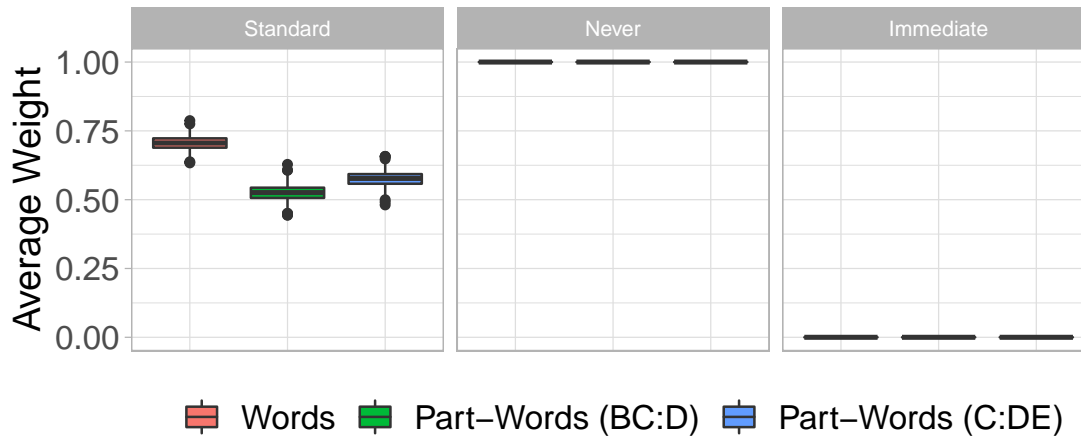 Standard Never Immediate
Average Weight
1.00
0.75
0.50
0.25
0.00
Words Part−Words (BC:D) Part−Words (C:DE)